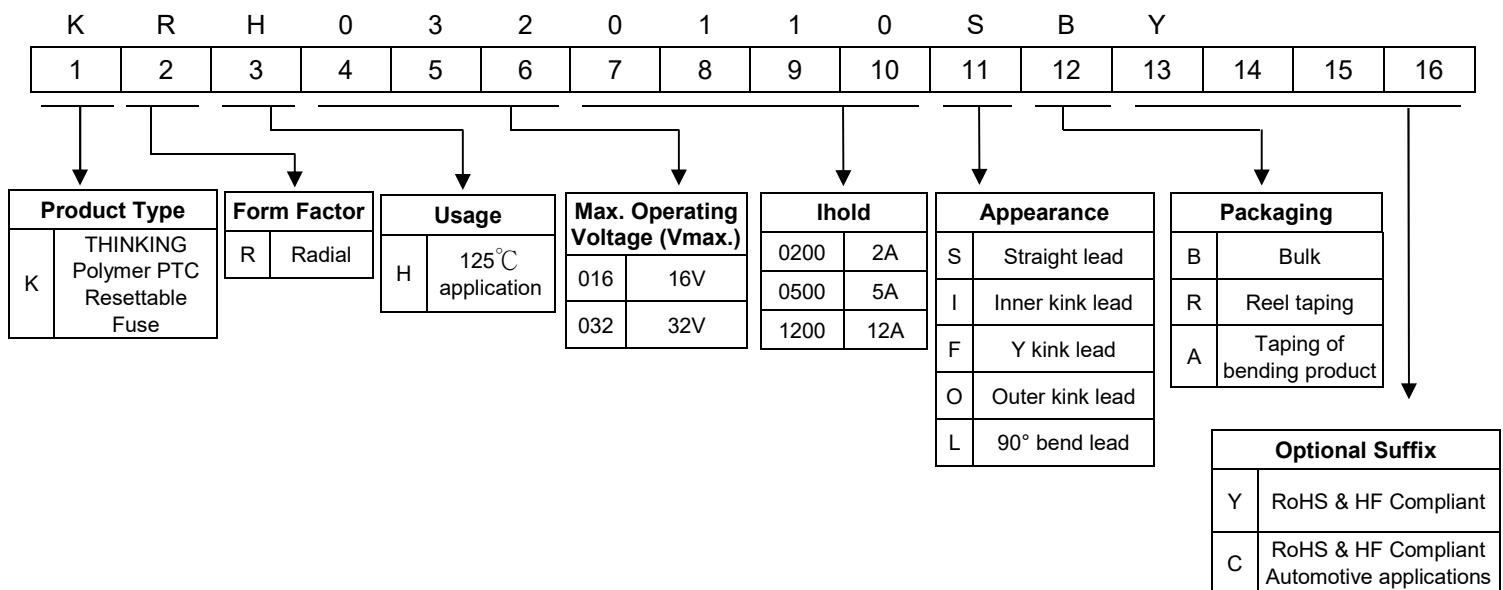 K R H 0 3 2 0 1 1 0 S B Y
1 2 3 4 5 6 7 8 9 10 11 12 13 14 15 16
Product Type
K THINKING
Polymer PTC
Resettable
Fuse
Form Factor
R Radial
Usage
H 125℃
application
Max. Operating
Voltage (Vmax.)
016 16V
032 32V
Ihold
0200 2A
0500 5A
1200 12A
Appearance
S Straight lead
I Inner kink lead
F Y kink lead
O Outer kink lead
L 90° bend lead
Packaging
B Bulk
R Reel taping
A Taping of
bending product
Optional Suffix
Y RoHS & HF Compliant
C RoHS & HF Compliant
Automotive applications